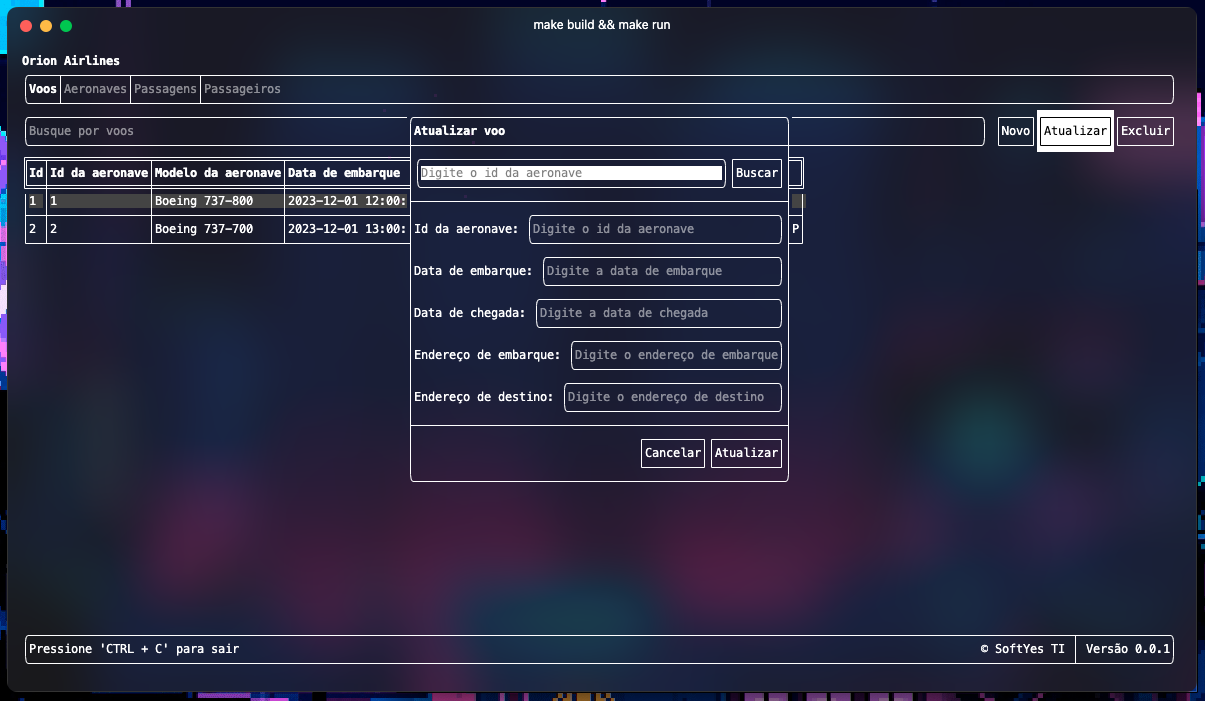 make build && make run
Orion Airlines
Voos Aeronaves Passagens Passageiros
Busque por voos
Novo Atualizar Excluir
Id Id da aeronave Modelo da aeronave Data de embarque
1 1 Boeing 737-800 2023-12-01 12:00:
2 2 Boeing 737-700 2023-12-01 13:00: P
Atualizar voo
Digite o id da aeronave Buscar
Id da aeronave: Digite o id da aeronave
Data de embarque: Digite a data de embarque
Data de chegada: Digite a data de chegada
Endereço de embarque: Digite o endereço de embarque
Endereço de destino: Digite o endereço de destino
Cancelar Atualizar
Pressione 'CTRL + C' para sair © SoftYes TI Versão 0.0.1